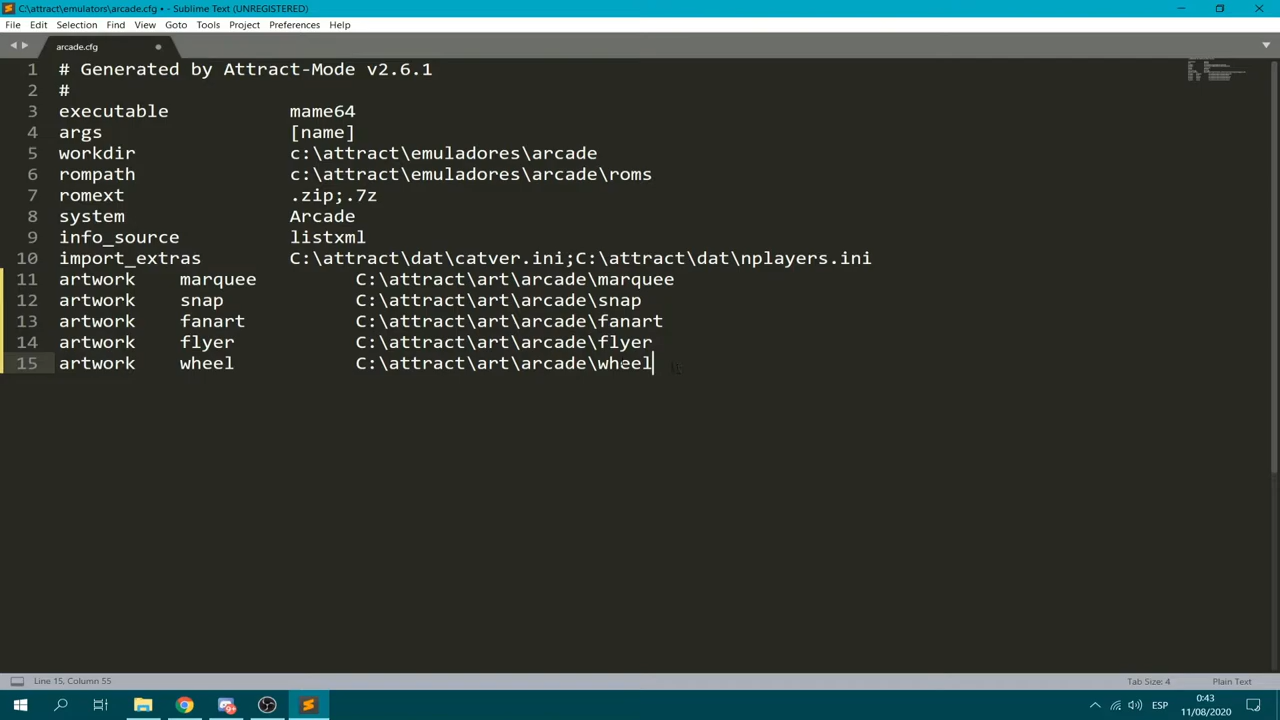 C:\attract\emulators\arcade.cfg • - Sublime Text (UNREGISTERED)
File Edit Selection Find View Goto Tools Project Preferences Help
arcade.cfg
1 # Generated by Attract-Mode v2.6.1
2 #
3 executable mame64
4 args [name]
5 workdir c:\attract\emuladores\arcade
6 rompath c:\attract\emuladores\arcade\roms
7 romext .zip;.7z
8 system Arcade
9 info_source listxml
10 import_extras C:\attract\dat\catver.ini;C:\attract\dat\nplayers.ini
11 artwork marquee C:\attract\art\arcade\marquee
12 artwork snap C:\attract\art\arcade\snap
13 artwork fanart C:\attract\art\arcade\fanart
14 artwork flyer C:\attract\art\arcade\flyer
15 artwork wheel C:\attract\art\arcade\wheel
Line 15, Column 55 Tab Size: 4 Plain Text
ESP 0:43
11/08/2020